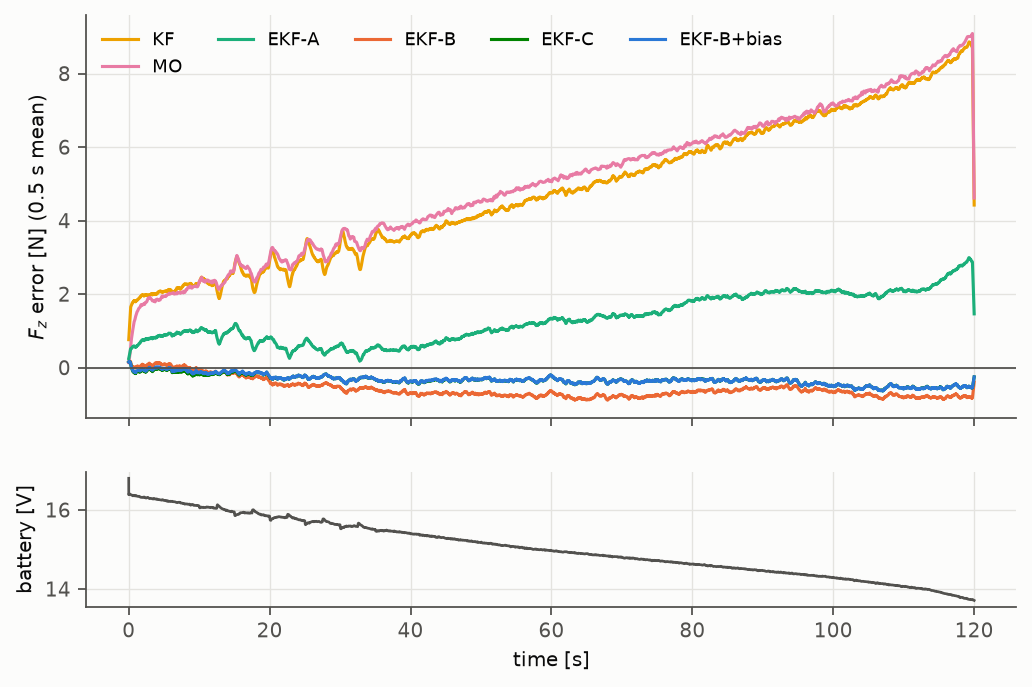 KF EKF-A EKF-B EKF-C EKF-B+bias
MO
F_z error [N] (0.5 s mean)
8
6
4
2
0
battery [V]
16
14
0 20 40 60 80 100 120
time [s]